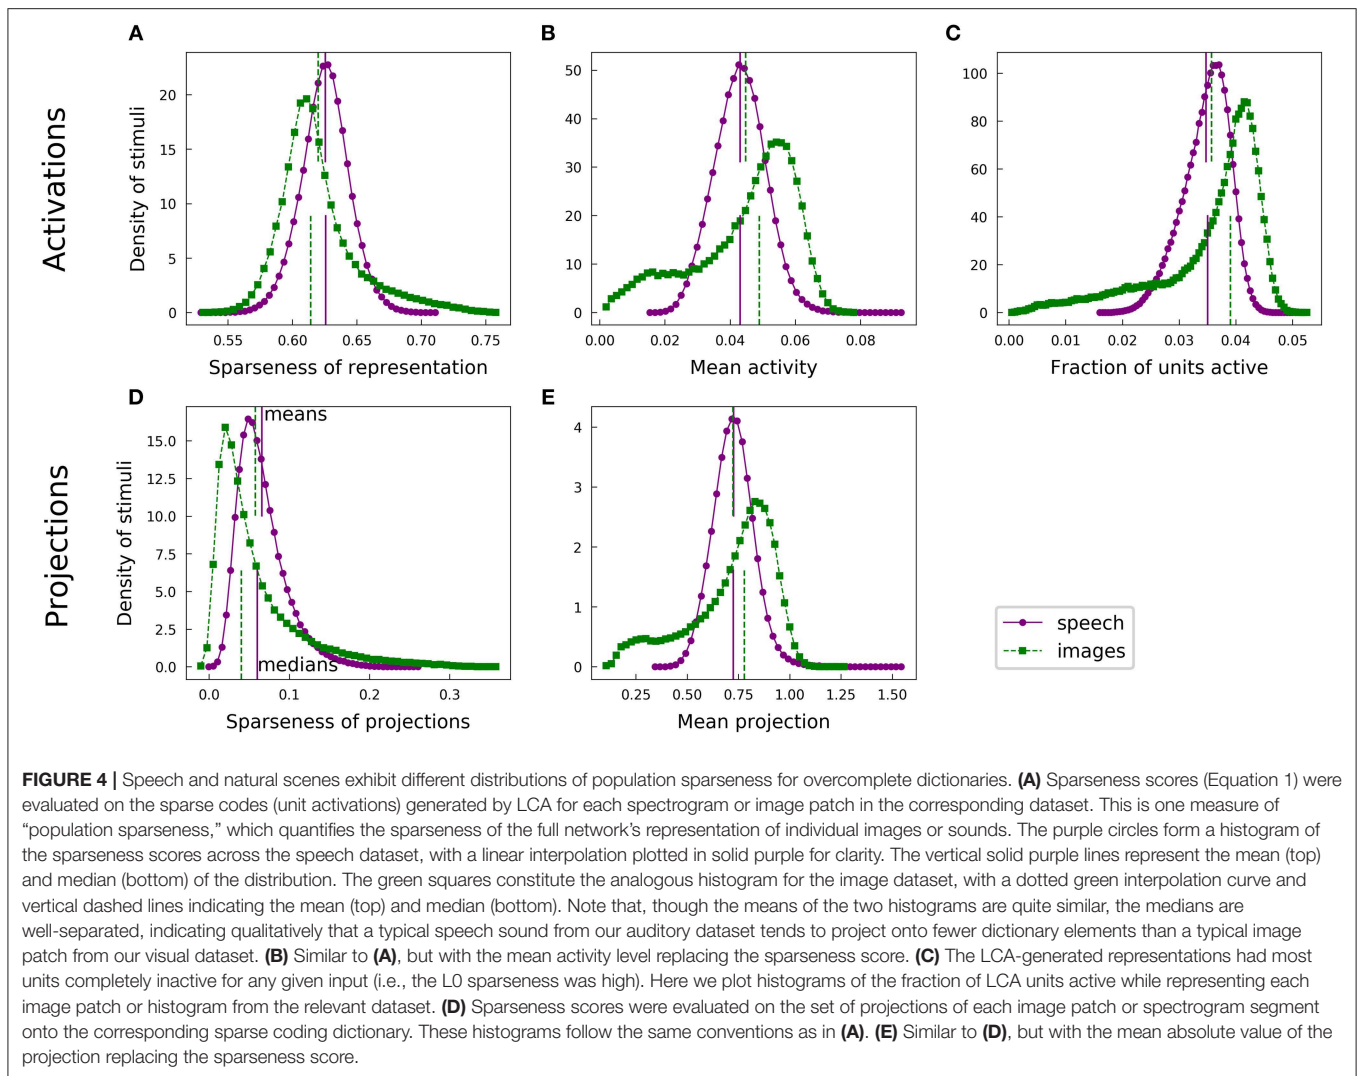 A
B
C
Activations
Density of stimuli
20
15
10
5
0
0.55 0.60 0.65 0.70 0.75
Sparseness of representation
50
40
30
20
10
0
0.00 0.02 0.04 0.06 0.08
Mean activity
100
80
60
40
20
0
0.00 0.01 0.02 0.03 0.04 0.05
Fraction of units active
D
E
Projections
Density of stimuli
15.0
12.5
10.0
7.5
5.0
2.5
0.0
means
medians
0.0 0.1 0.2 0.3
Sparseness of projections
4
3
2
1
0
0.25 0.50 0.75 1.00 1.25 1.50
Mean projection
speech
images
FIGURE 4 | Speech and natural scenes exhibit different distributions of population sparseness for overcomplete dictionaries. (A) Sparseness scores (Equation 1) were
evaluated on the sparse codes (unit activations) generated by LCA for each spectrogram or image patch in the corresponding dataset. This is one measure of
“population sparseness,” which quantifies the sparseness of the full network’s representation of individual images or sounds. The purple circles form a histogram of
the sparseness scores across the speech dataset, with a linear interpolation plotted in solid purple for clarity. The vertical solid purple lines represent the mean (top)
and median (bottom) of the distribution. The green squares constitute the analogous histogram for the image dataset, with a dotted green interpolation curve and
vertical dashed lines indicating the mean (top) and median (bottom). Note that, though the means of the two histograms are quite similar, the medians are
well-separated, indicating qualitatively that a typical speech sound from our auditory dataset tends to project onto fewer dictionary elements than a typical image
patch from our visual dataset. (B) Similar to (A), but with the mean activity level replacing the sparseness score. (C) The LCA-generated representations had most
units completely inactive for any given input (i.e., the L0 sparseness was high). Here we plot histograms of the fraction of LCA units active while representing each
image patch or histogram from the relevant dataset. (D) Sparseness scores were evaluated on the set of projections of each image patch or spectrogram segment
onto the corresponding sparse coding dictionary. These histograms follow the same conventions as in (A). (E) Similar to (D), but with the mean absolute value of the
projection replacing the sparseness score.